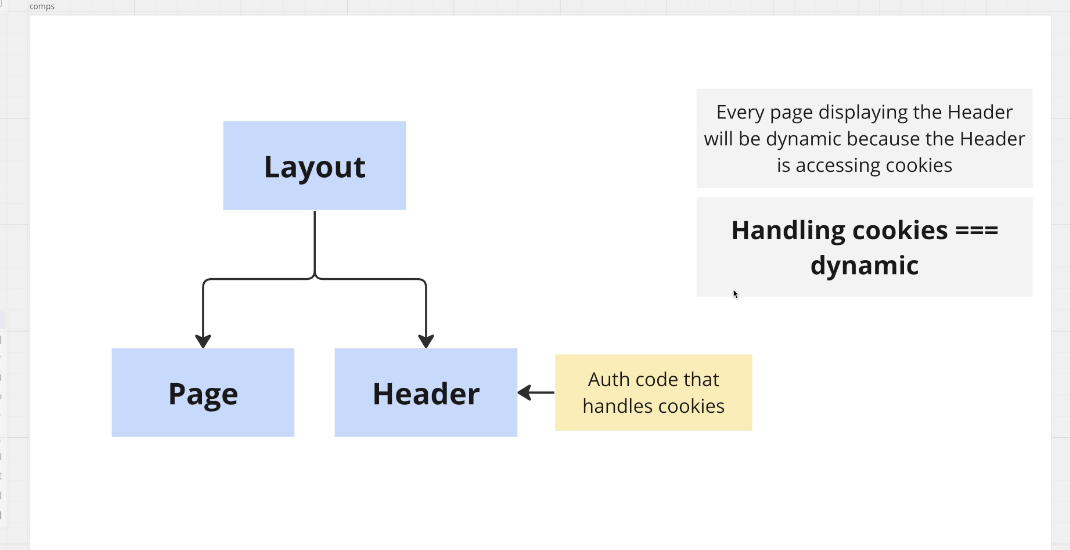 comps
Every page displaying the Header
will be dynamic because the Header
is accessing cookies
Layout
Handling cookies ===
dynamic
Page
Header
Auth code that
handles cookies